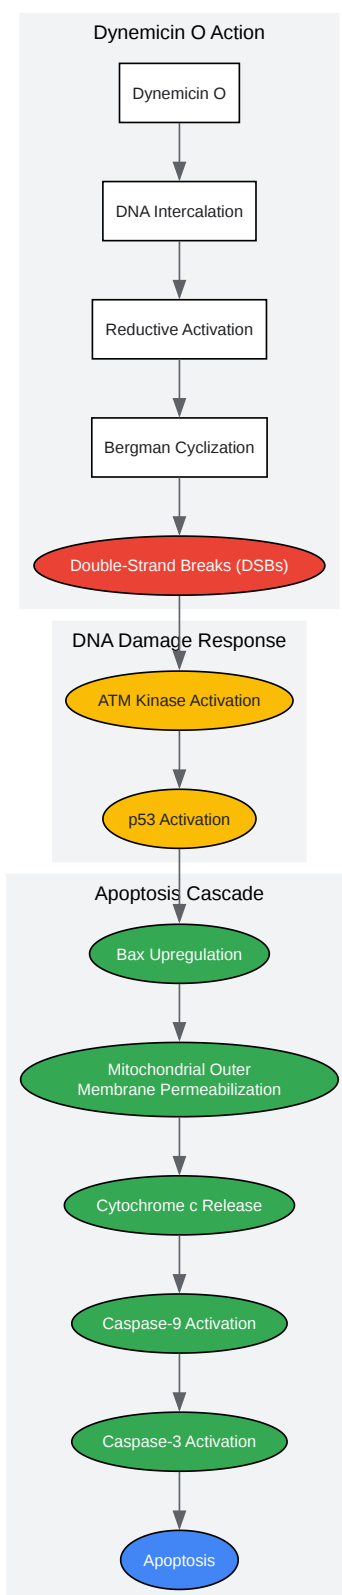 Dynemicin O Action
Dynemicin O
DNA Intercalation
Reductive Activation
Bergman Cyclization
Double-Strand Breaks (DSBs)
DNA Damage Response
ATM Kinase Activation
p53 Activation
Apoptosis Cascade
Bax Upregulation
Mitochondrial Outer
Membrane Permeabilization
Cytochrome c Release
Caspase-9 Activation
Caspase-3 Activation
Apoptosis